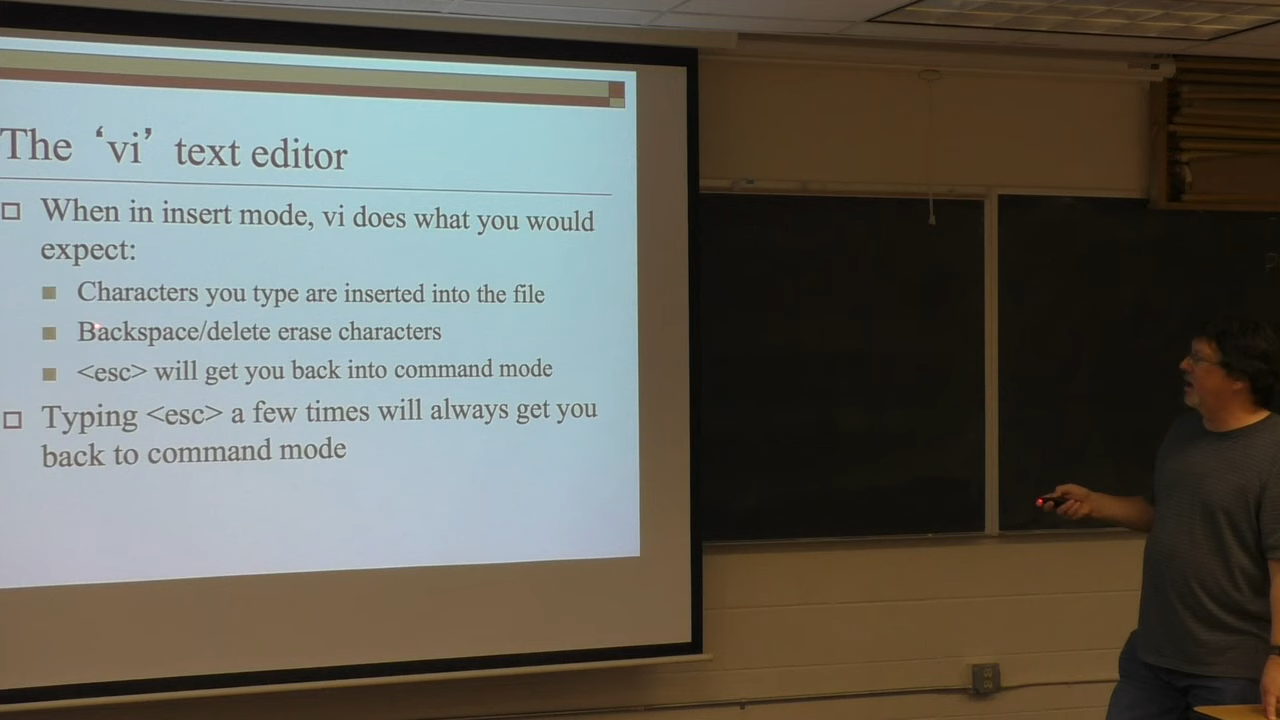 The ‘vi’ text editor
When in insert mode, vi does what you would
expect:
Characters you type are inserted into the file
Backspace/delete erase characters
<esc> will get you back into command mode
Typing <esc> a few times will always get you
back to command mode